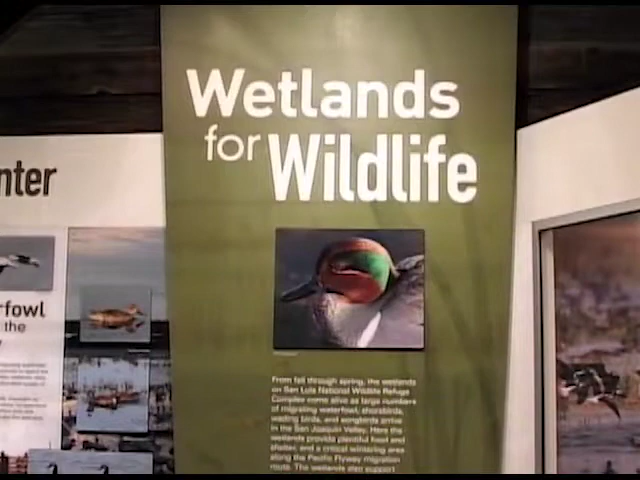 Wetlands
for Wildlife
nter
rfowl
the
From fall through spring, the wetlands
on San Luis National Wildlife Refuge
Complex come alive as large numbers
of migrating waterfowl, shorebirds,
wading birds, and songbirds arrive
in the San Joaquin Valley. Here the
wetlands provide plentiful food and
shelter, and a critical wintering area
along the Pacific Flyway migration
route. The wetlands also support